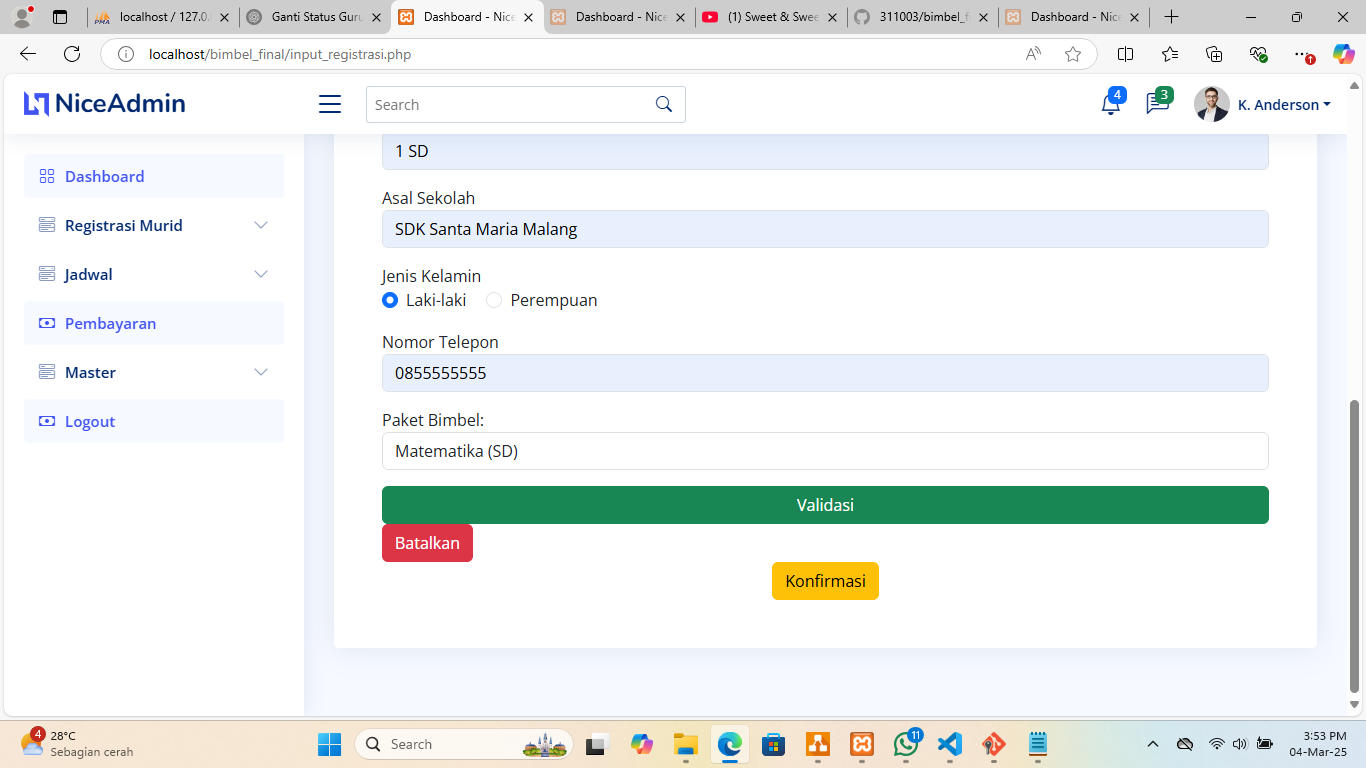 localhost / 127.0.
Ganti Status Guru
Dashboard - Nice
Dashboard - Nice
(1) Sweet & Swe
311003/bimbel_fi
Dashboard - Nice
localhost/bimbel_final/input_registrasi.php
NiceAdmin
Search
4
3
K. Anderson
Dashboard
Registrasi Murid
Jadwal
Pembayaran
Master
Logout
1 SD
Asal Sekolah
SDK Santa Maria Malang
Jenis Kelamin
Laki-laki Perempuan
Nomor Telepon
0855555555
Paket Bimbel:
Matematika (SD)
Validasi
Batalkan
Konfirmasi
4
28°C
Sebagian cerah
Search
11
3:53 PM
04-Mar-25